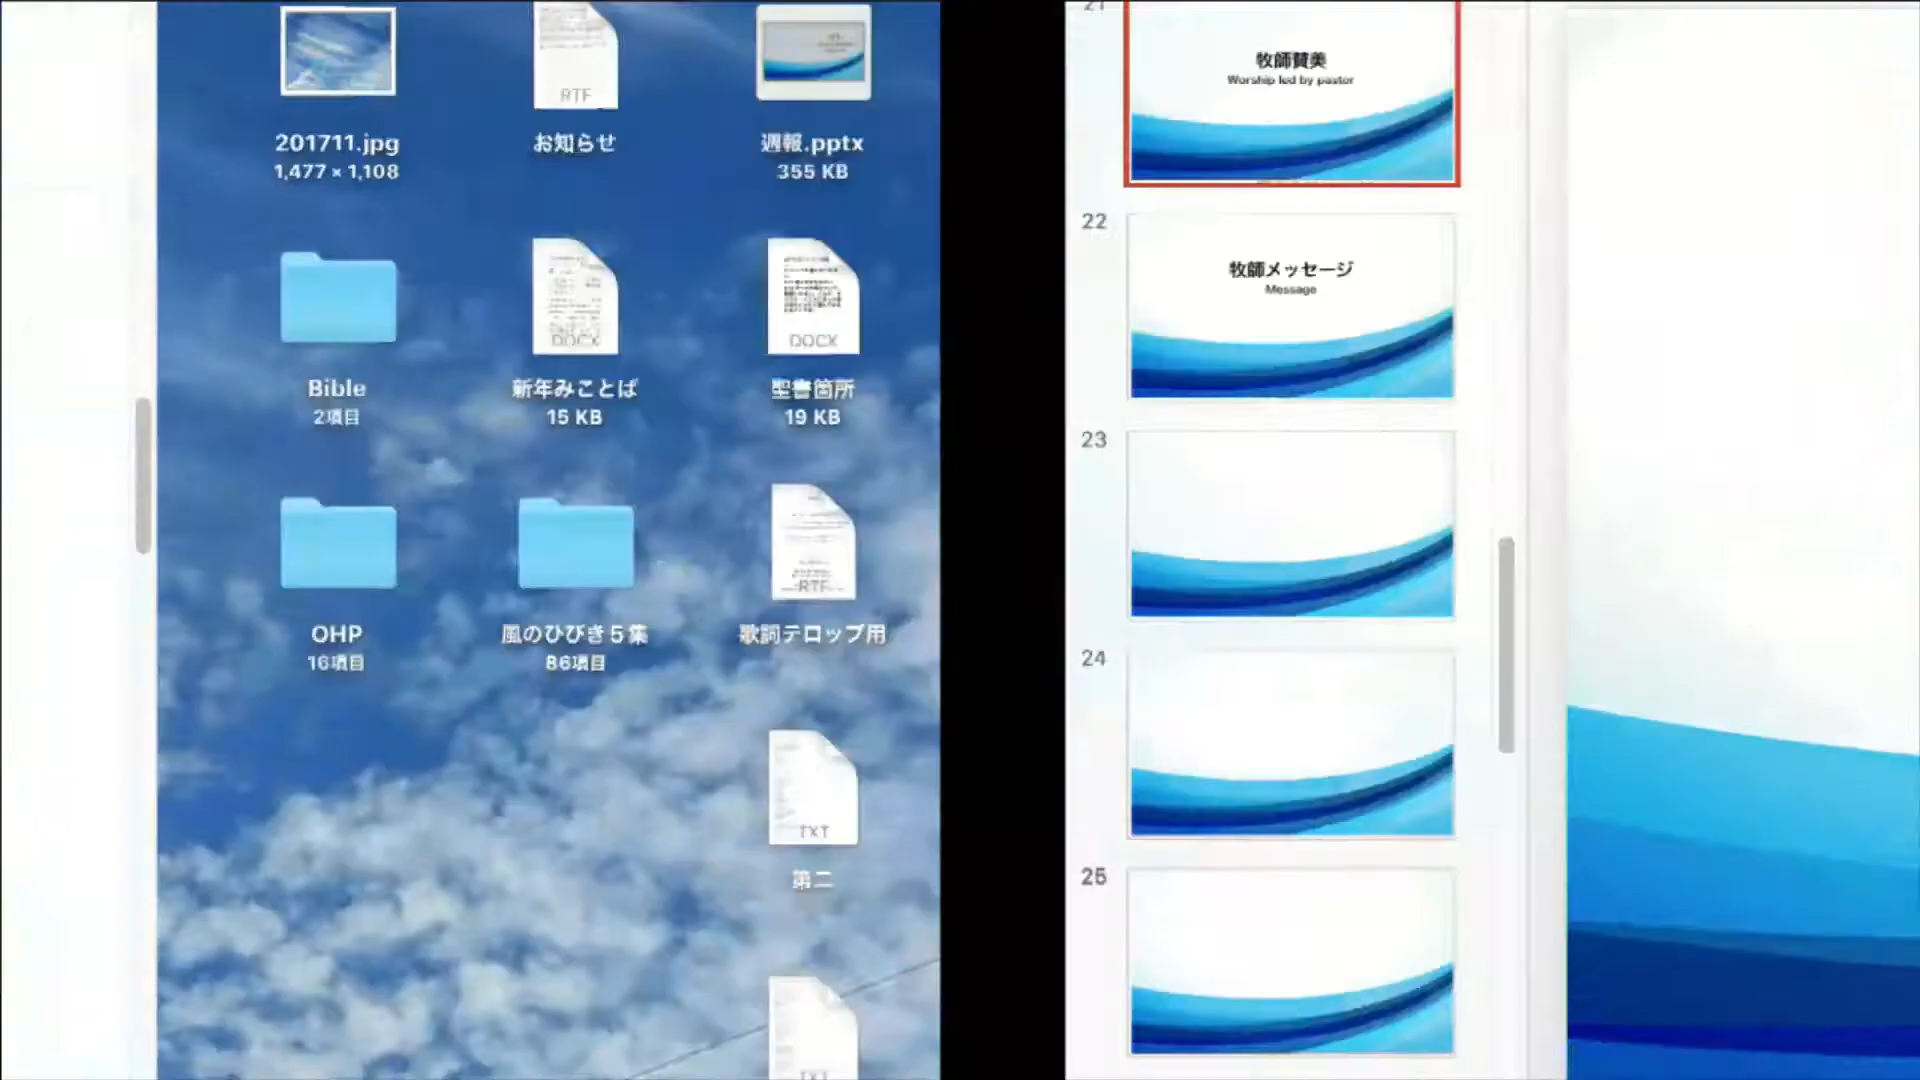 RTF
201711.jpg
1,477 × 1,108
お知らせ
週報.pptx
355 KB
DOCX
DOCX
Bible
2項目
新年みことば
15 KB
聖書箇所
19 KB
RTF
OHP
16項目
風のひびき5集
86項目
歌詞テロップ用
TXT
第二
TXT
21
牧師賛美
Worship led by pastor
22
牧師メッセージ
Message
23
24
25